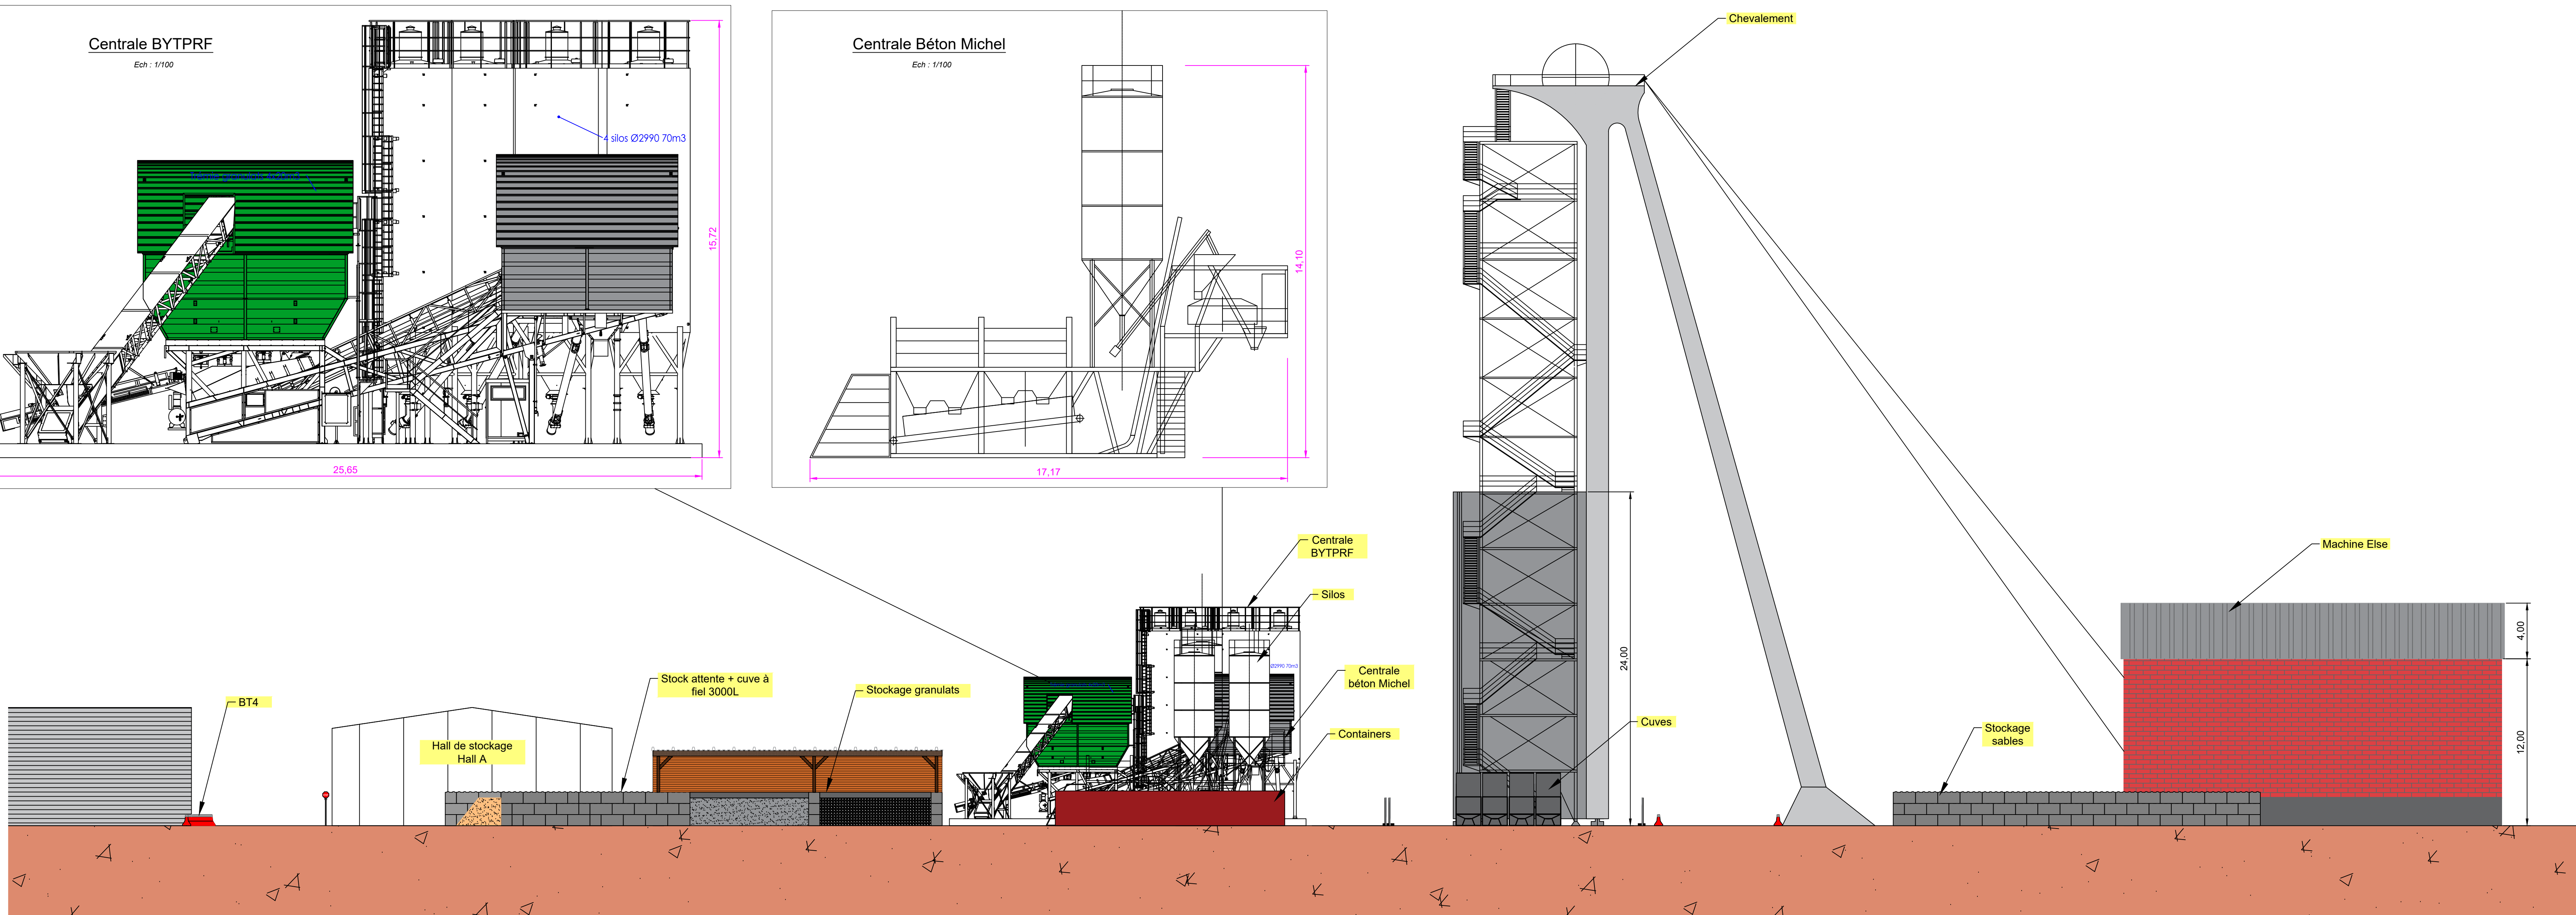 Centrale BYTPRF
Ech : 1/100
4 silos Ø2990 70m3
15,72
25,65
Centrale Béton Michel
Ech : 1/100
14,10
17,17
Chevalement
Centrale
BYTPRF
Silos
Ø2990 70m3
Centrale
béton Michel
Containers
Machine Else
4,00
12,00
24,00
Cuves
Stockage
sables
BT4
Hall de stockage
Hall A
Stock attente + cuve à
fiel 3000L
Stockage granulats